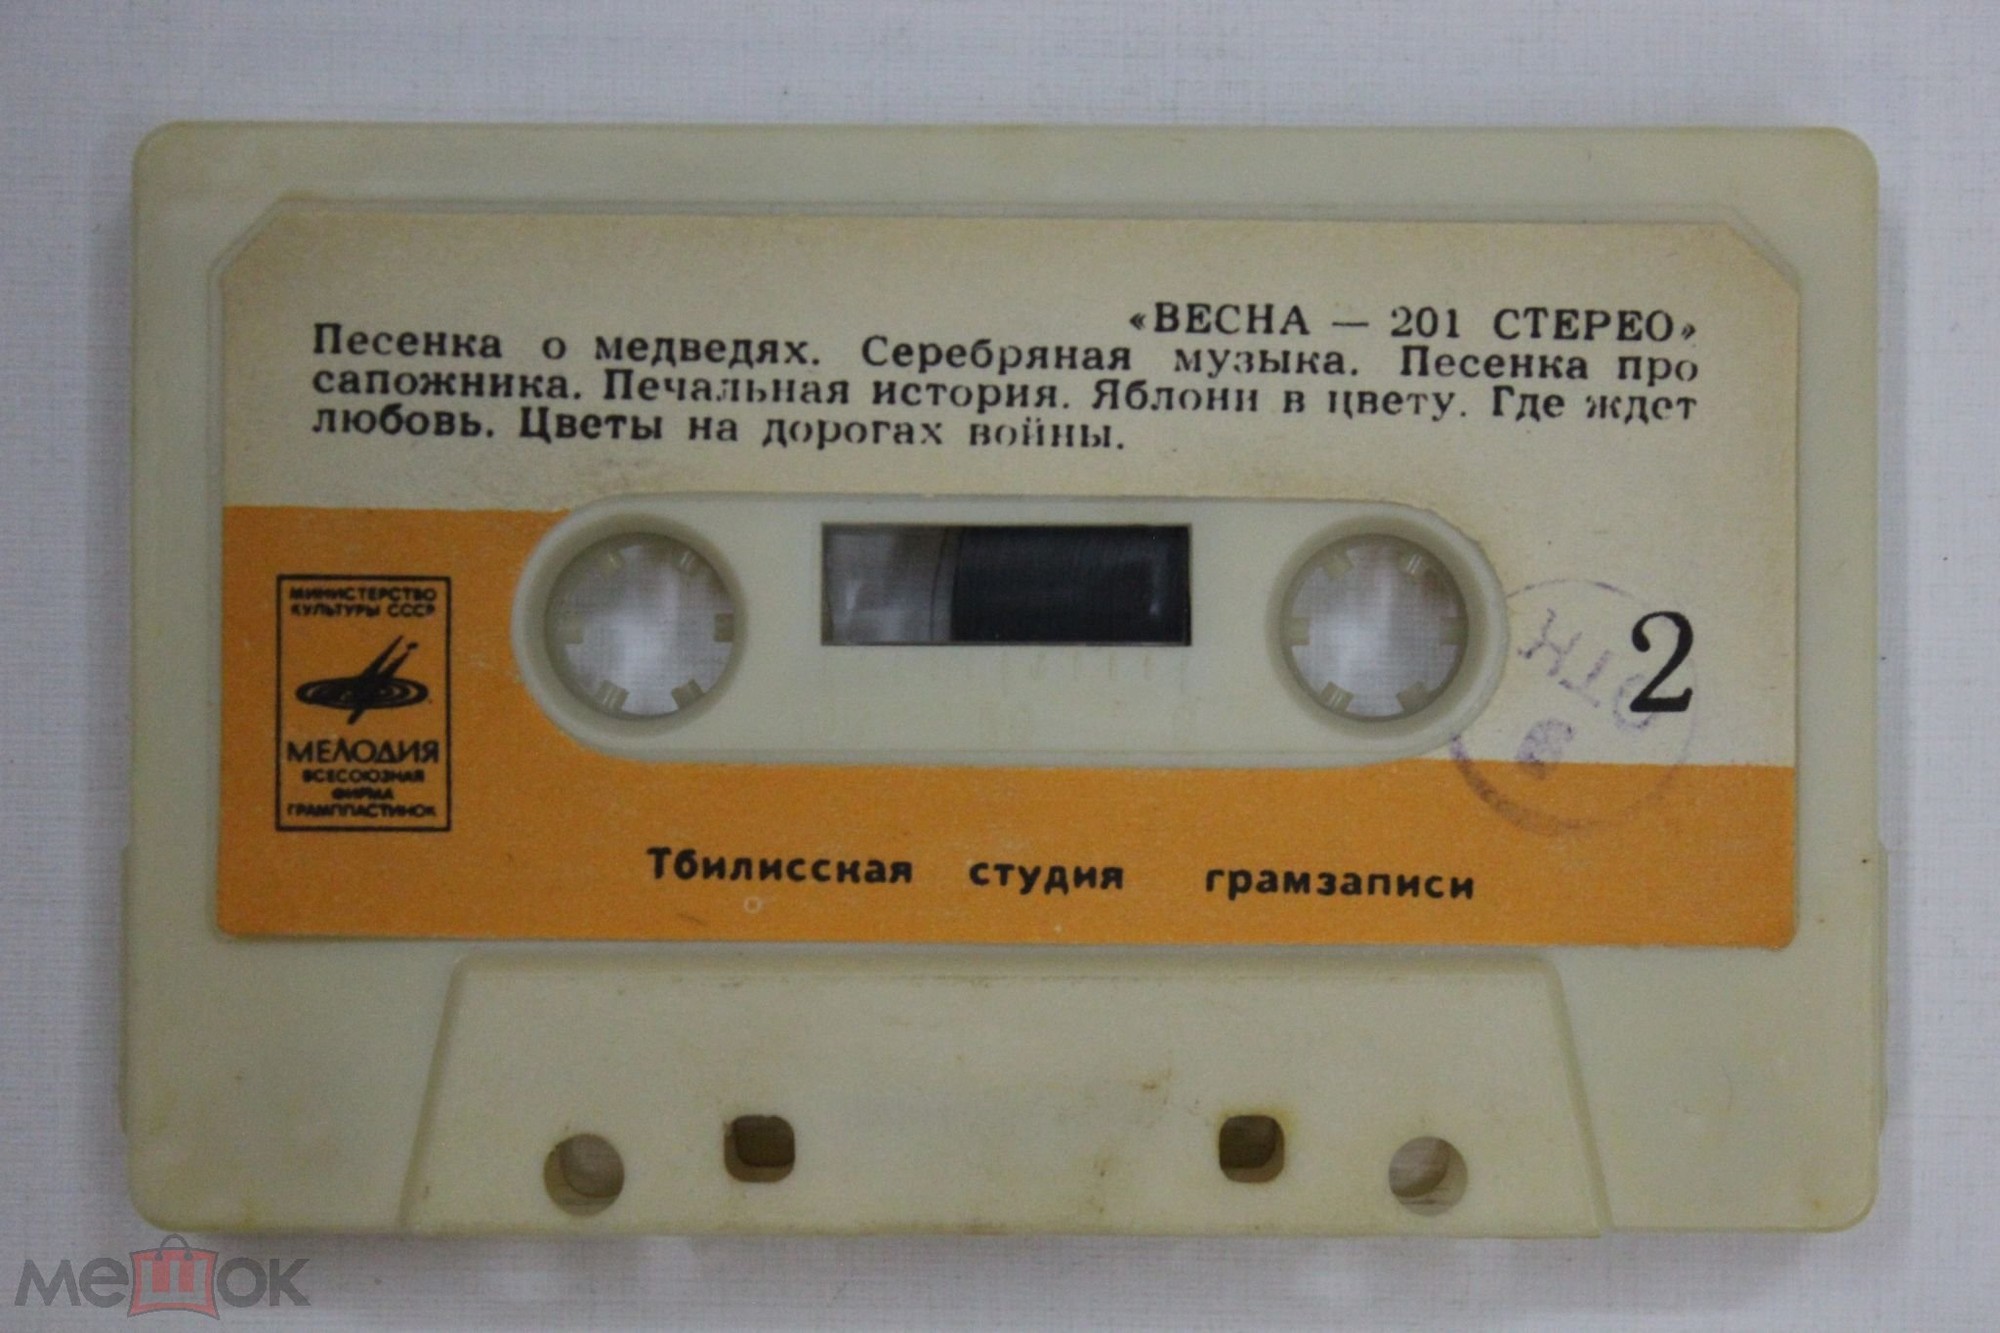 «ВЕСНА — 201 СТЕРЕО»
Песенка о медведях. Серебряная музыка. Песенка про
сапожника. Печальная история. Яблони в цвету. Где ждет
любовь. Цветы на дорогах войны.
МИНИСТЕРСТВО
КУЛЬТУРЫ СССР
МЕЛОДИЯ
ВСЕСОЮЗНАЯ
ФИРМА
ГРАМПЛАСТИНОК
ОТК
2
Тбилисская студия грамзаписи
мешок